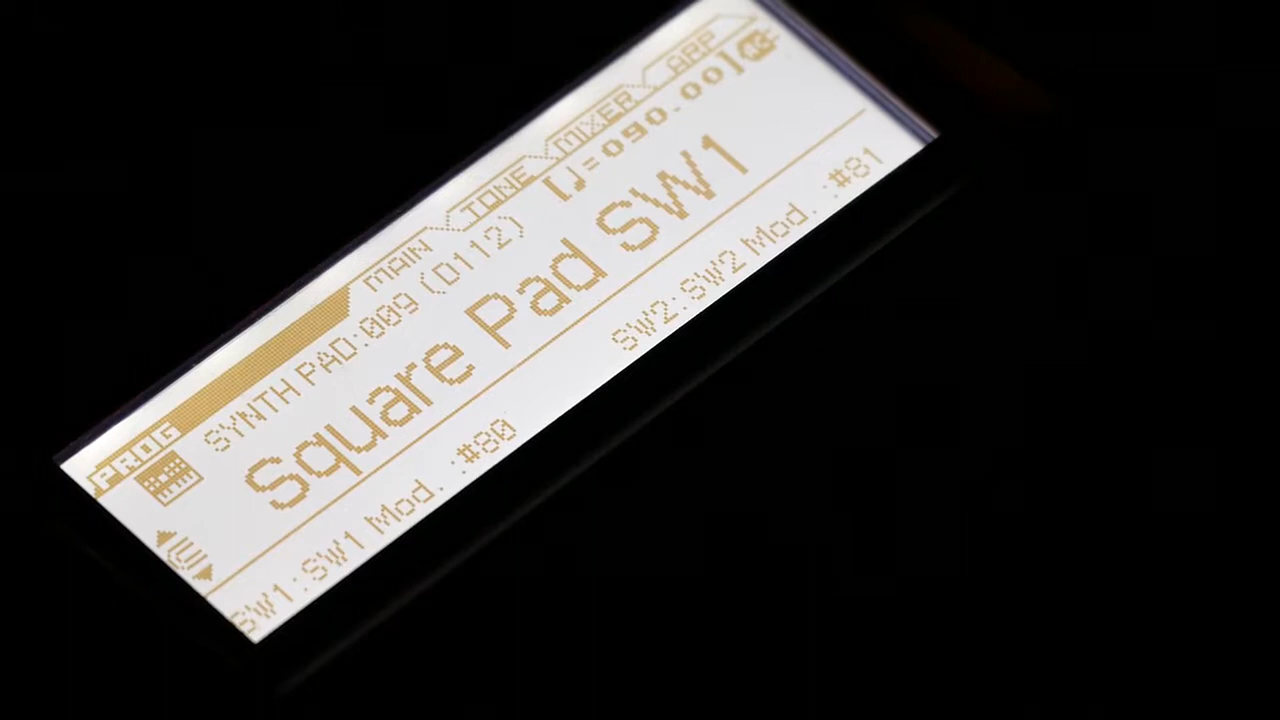 PROG MAIN TONE MIXER ARP
SYNTH PAD:009 (0112) [♩=090.00]
Square Pad SW1
SW1:SW1 Mod. :#80 SW2:SW2 Mod. :#81